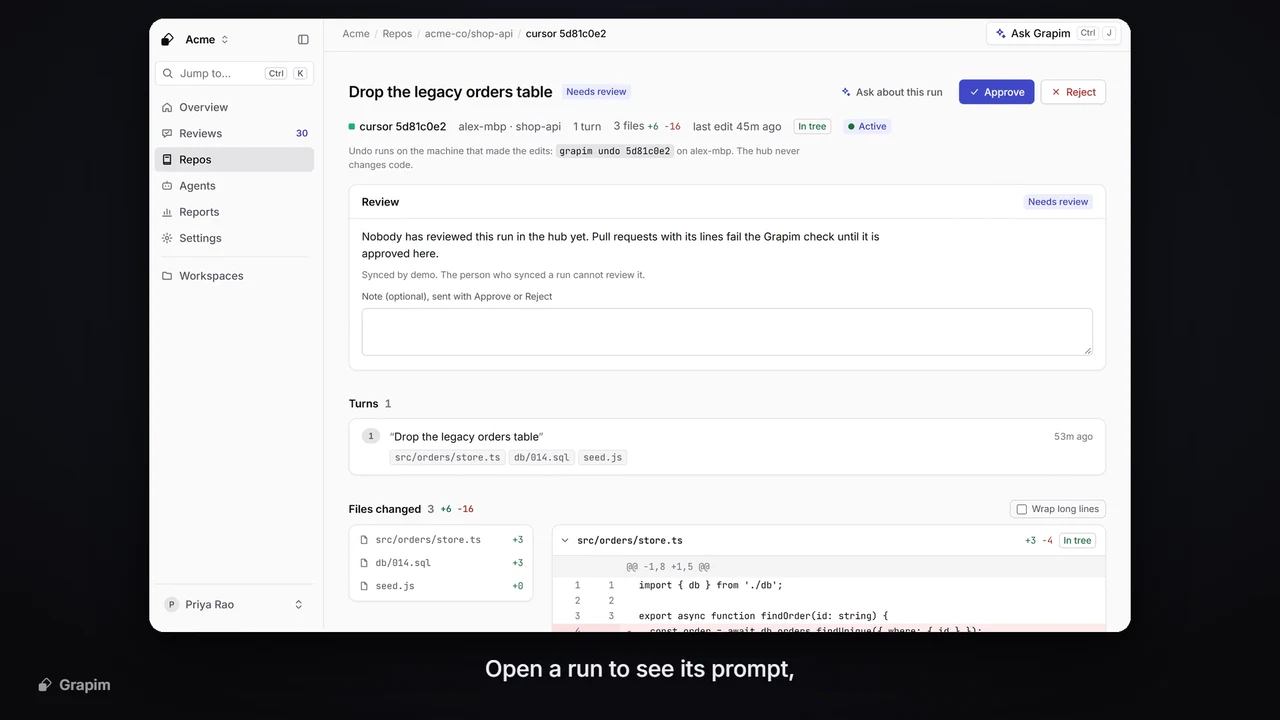 Acme
Acme / Repos / acme-co/shop-api / cursor 5d81c0e2
Ask Grapim Ctrl J
Jump to... Ctrl K
Overview
Reviews 30
Repos
Agents
Reports
Settings
Workspaces
P Priya Rao
Drop the legacy orders table Needs review
Ask about this run Approve Reject
cursor 5d81c0e2 alex-mbp · shop-api 1 turn 3 files +6 -16 last edit 45m ago In tree Active
Undo runs on the machine that made the edits: grapim undo 5d81c0e2 on alex-mbp. The hub never
changes code.
Review Needs review
Nobody has reviewed this run in the hub yet. Pull requests with its lines fail the Grapim check until it is
approved here.
Synced by demo. The person who synced a run cannot review it.
Note (optional), sent with Approve or Reject
Turns 1
1 “Drop the legacy orders table” 53m ago
src/orders/store.ts db/014.sql seed.js
Files changed 3 +6 -16 Wrap long lines
src/orders/store.ts +3
db/014.sql +3
seed.js +0
src/orders/store.ts +3 -4 In tree
@@ -1,8 +1,5 @@
1 1 import { db } from './db';
2 2
3 3 export async function findOrder(id: string) {
4 - const order = await db.orders.findUnique({ where: { id } });
Open a run to see its prompt,
Grapim